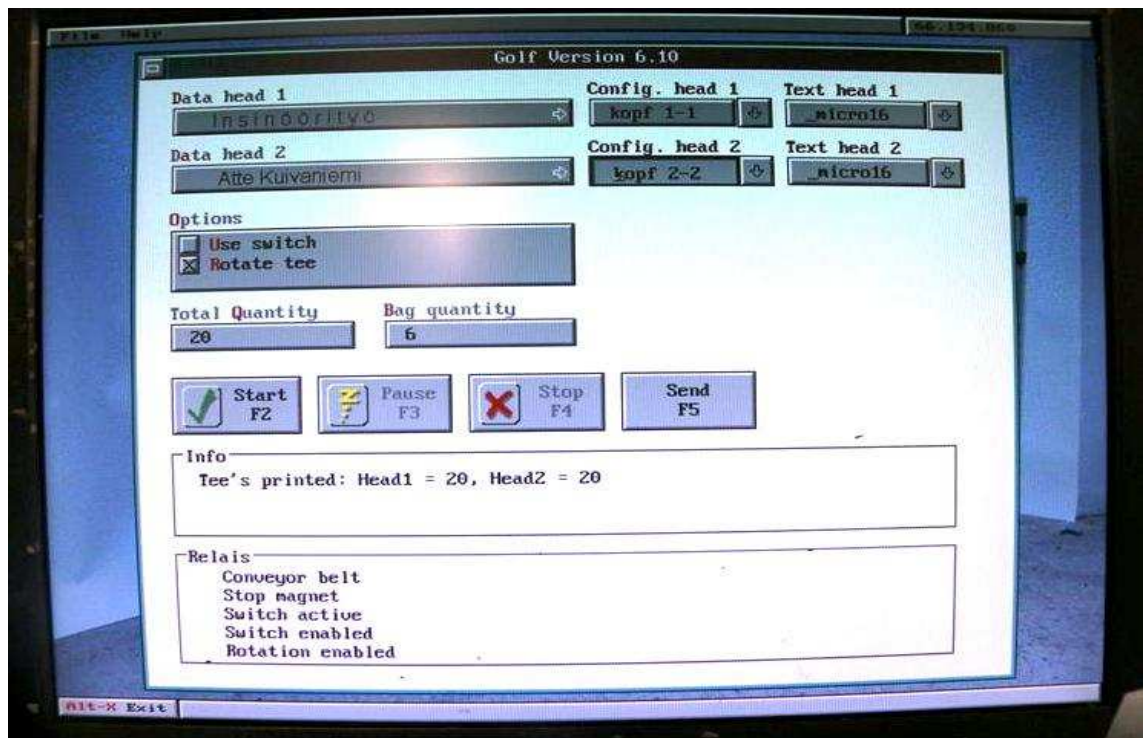 File Help
Golf Version 6.10
Data head 1
Config. head 1
Text head 1
Insinöörityö
kopf 1-1
_micro16
Data head 2
Config. head 2
Text head 2
Atte Kuivaniemi
kopf 2-2
_micro16
Options
Use switch
Rotate tee
Total Quantity
Bag quantity
20
6
Start
F2
Pause
F3
Stop
F4
Send
F5
Info
Tee's printed: Head1 = 20, Head2 = 20
Relais
Conveyor belt
Stop magnet
Switch active
Switch enabled
Rotation enabled
Alt-X Exit